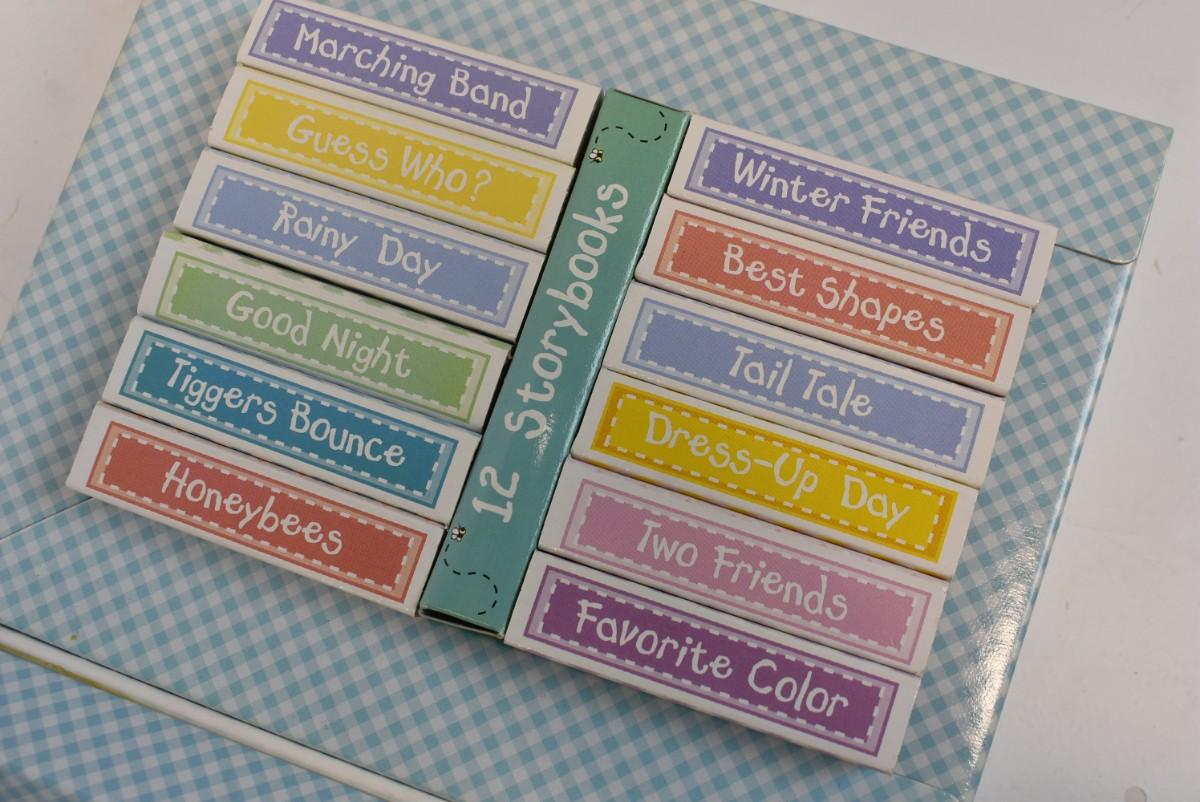 Marching Band
Guess Who?
Rainy Day
Good Night
Tiggers Bounce
Honeybees
12 Storybooks
Winter Friends
Best Shapes
Tail Tale
Dress-Up Day
Two Friends
Favorite Color